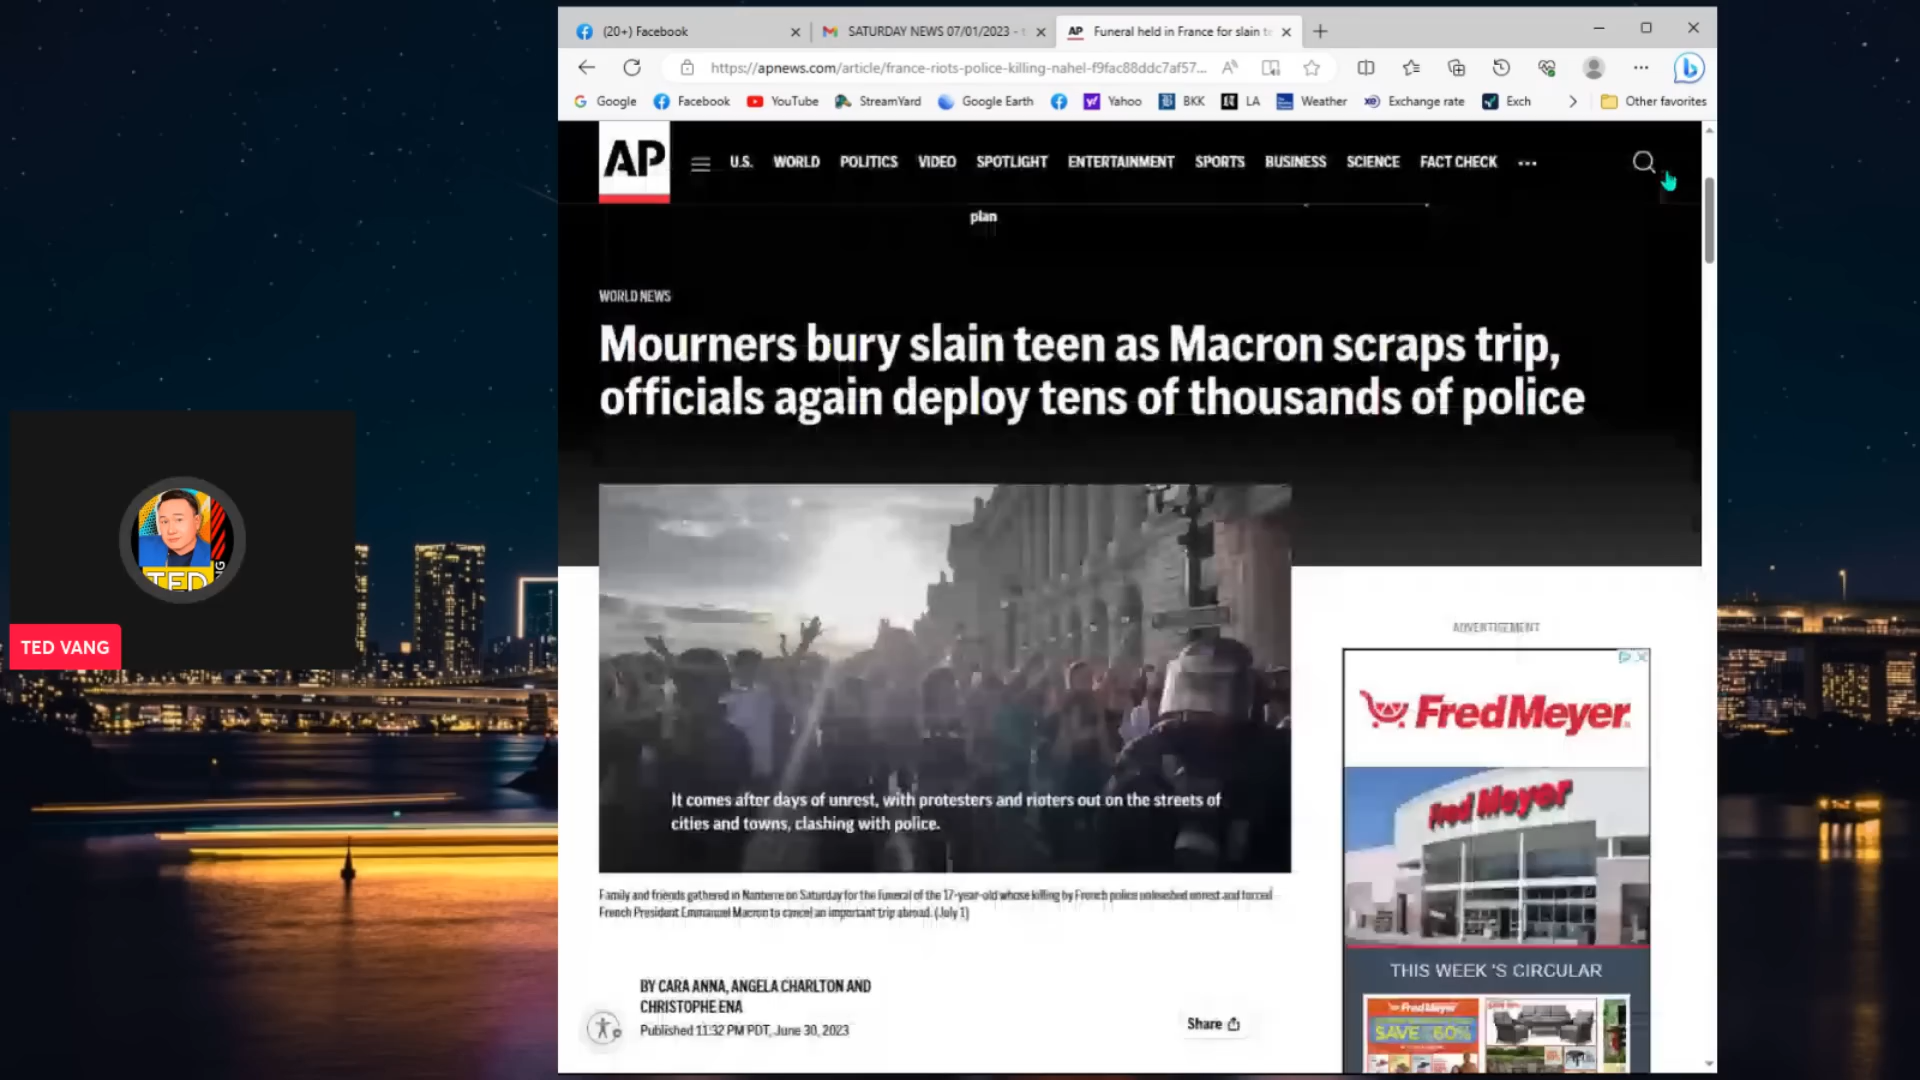 (20+) Facebook
SATURDAY NEWS 07/01/2023 -
AP Funeral held in France for slain
https://apnews.com/article/france-riots-police-killing-nahel-f9fac88ddc7af57...
Google
Facebook
YouTube
StreamYard
Google Earth
Yahoo
BKK
LA
Weather
Exchange rate
Exch
Other favorites
AP
U.S.
WORLD
POLITICS
VIDEO
SPOTLIGHT
ENTERTAINMENT
SPORTS
BUSINESS
SCIENCE
FACT CHECK
plan
WORLD NEWS
Mourners bury slain teen as Macron scraps trip,
officials again deploy tens of thousands of police
TED
TED VANG
It comes after days of unrest, with protesters and rioters out on the streets of
cities and towns, clashing with police.
Family and friends gathered in Nanterre on Saturday for the funeral of the 17-year-old whose killing by French police unleashed unrest and forced
French President Emmanuel Macron to cancel an important trip abroad. (July 1)
BY CARA ANNA, ANGELA CHARLTON AND
CHRISTOPHE ENA
Published 11:32 PM PDT, June 30, 2023
Share
ADVERTISEMENT
Fred Meyer
Fred Meyer
THIS WEEK 'S CIRCULAR
Fred Meyer
SAVE 60%